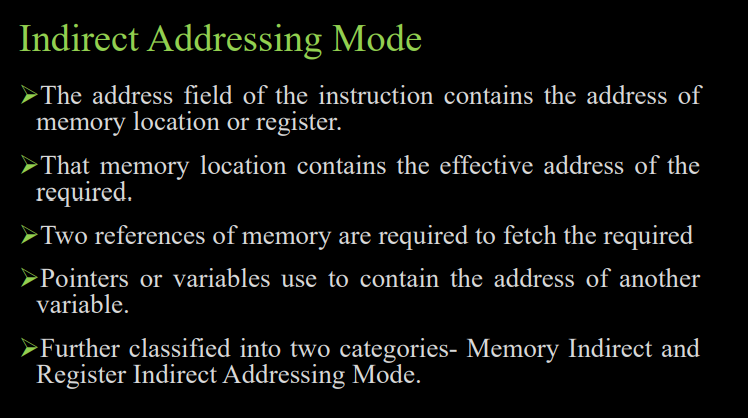 Indirect Addressing Mode
➢The address field of the instruction contains the address of
memory location or register.
➢That memory location contains the effective address of the
required.
➢Two references of memory are required to fetch the required
➢Pointers or variables use to contain the address of another
variable.
➢Further classified into two categories- Memory Indirect and
Register Indirect Addressing Mode.